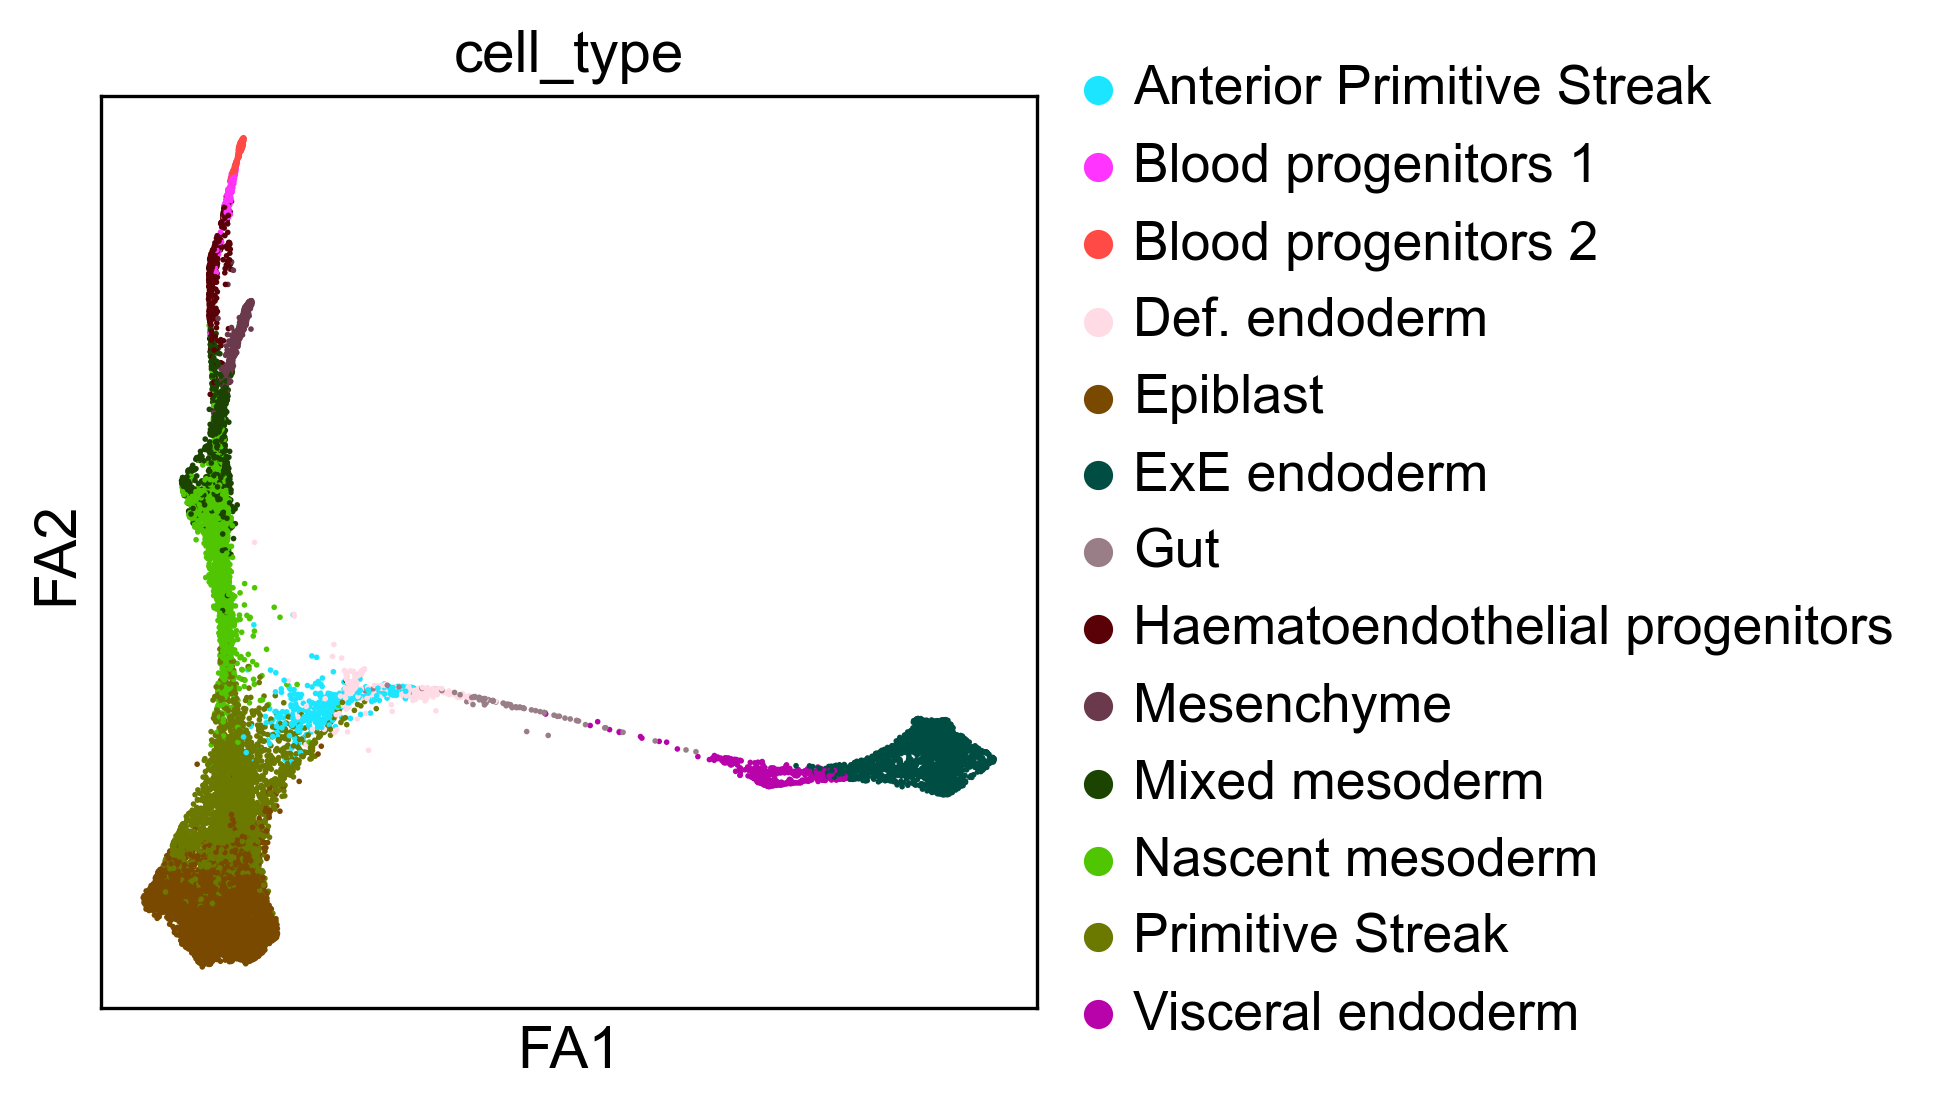 cell_type
FA2
FA1
Anterior Primitive Streak
Blood progenitors 1
Blood progenitors 2
Def. endoderm
Epiblast
ExE endoderm
Gut
Haematoendothelial progenitors
Mesenchyme
Mixed mesoderm
Nascent mesoderm
Primitive Streak
Visceral endoderm